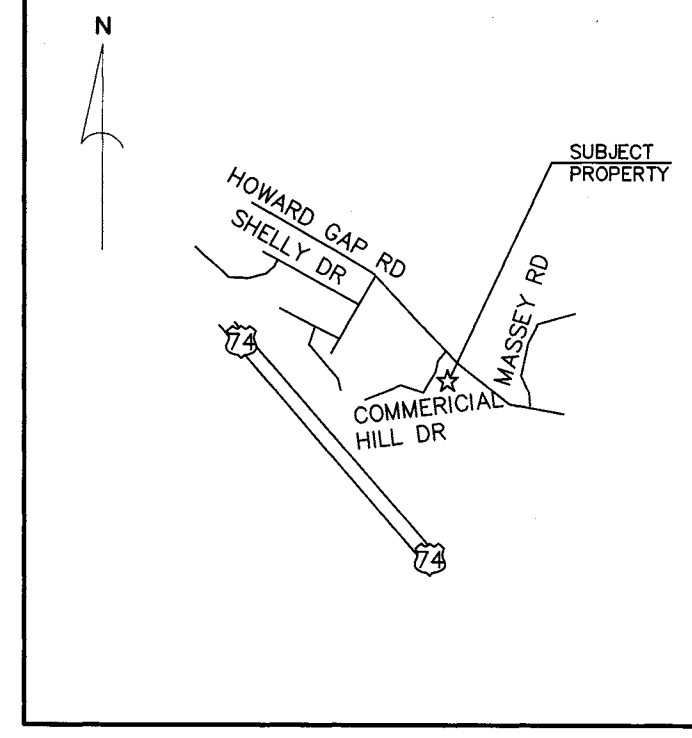 N
SUBJECT
PROPERTY
HOWARD GAP RD
SHELLY DR
MASSEY RD
74
COMMERICIAL
HILL DR
74